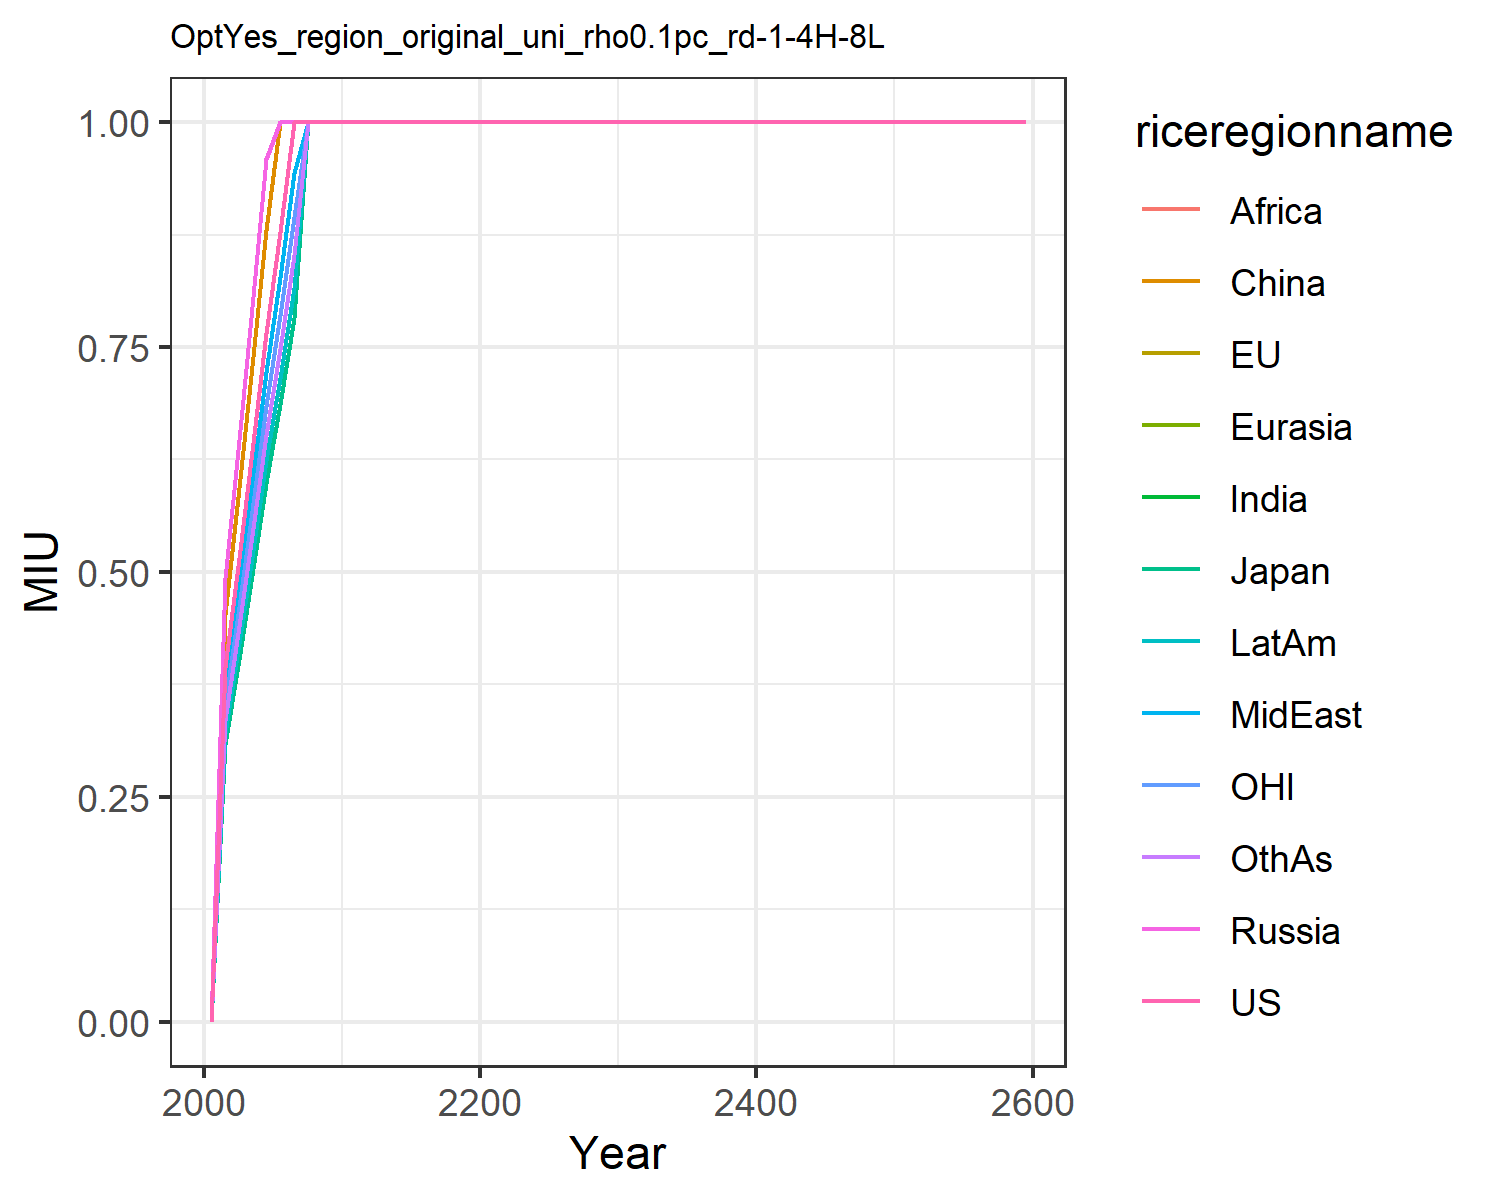 OptYes_region_original_uni_rho0.1pc_rd-1-4H-8L
1.00
0.75
0.50
0.25
0.00
MIU
2000
2200
2400
2600
Year
riceregionname
Africa
China
EU
Eurasia
India
Japan
LatAm
MidEast
OHI
OthAs
Russia
US